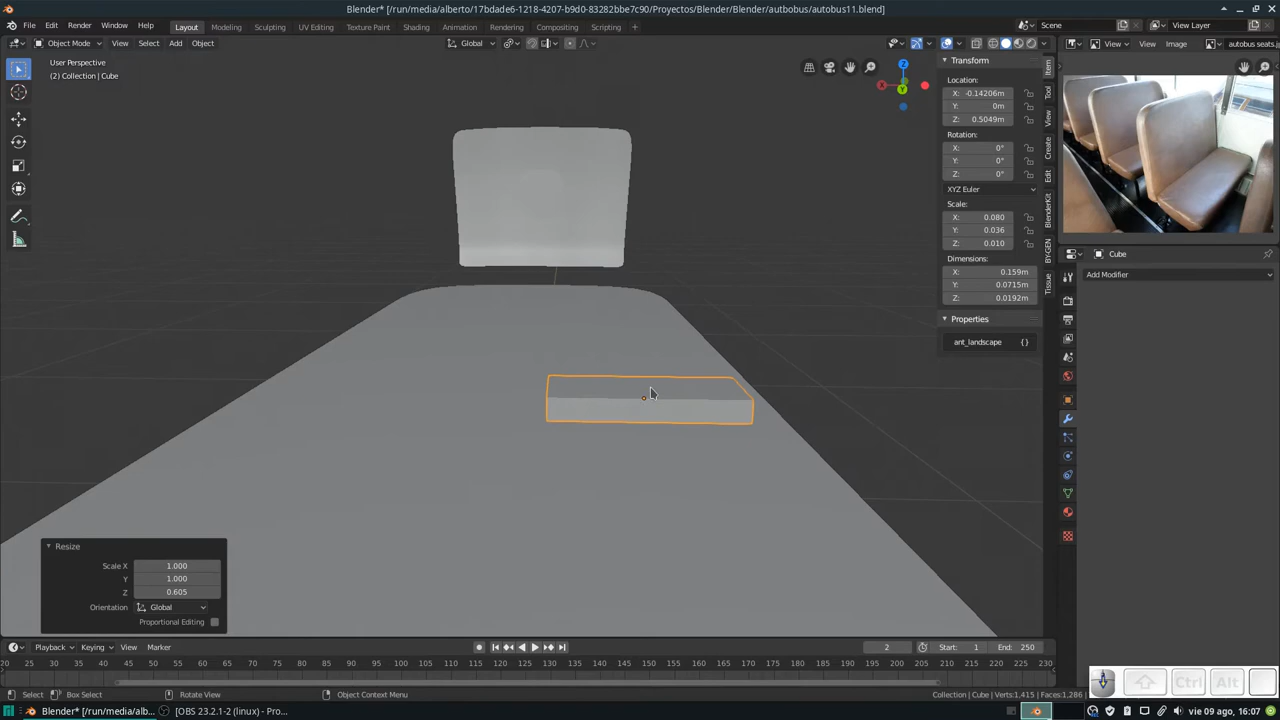 Blender* [/run/media/alberto/17bdade6-1218-4207-b9d0-83282bbe7c90/Proyectos/Blender/Blender/autbobus/autobus11.blend]
File Edit Render Window Help Layout Modeling Sculpting UV Editing Texture Paint Shading Animation Rendering Compositing Scripting + Scene View Layer
Object Mode View Select Add Object Global View View Image autobus seats.j
User Perspective
(2) Collection | Cube
Z
X
Y
Transform
Location:
X: -0.14206m
Y: 0m
Z: 0.5049m
Rotation:
X: 0°
Y: 0°
Z: 0°
XYZ Euler
Scale:
X: 0.080
Y: 0.036
Z: 0.010
Dimensions:
X: 0.159m
Y: 0.0715m
Z: 0.0192m
Properties
ant_landscape {}
Item
Tool
View
Create
Edit
BlenderKit
BY-GEN
Tissue
Cube
Add Modifier
Resize
Scale X 1.000
Y 1.000
Z 0.605
Orientation Global
Proportional Editing
Playback Keying View Marker 2 Start: 1 End: 250
20 25 30 35 40 45 50 55 60 65 70 75 80 85 90 95 100 105 110 115 120 125 130 135 140 145 150 155 160 165 170 175 180 185 190 195 200 205 210 215 220 225 230
Select Box Select Rotate View Object Context Menu Collection | Cube | Verts:1,415 | Faces:1,286 |
Ctrl Alt
Blender* [/run/media/alb... [OBS 23.2.1-2 (linux) - Pro... vie 09 ago, 16:07